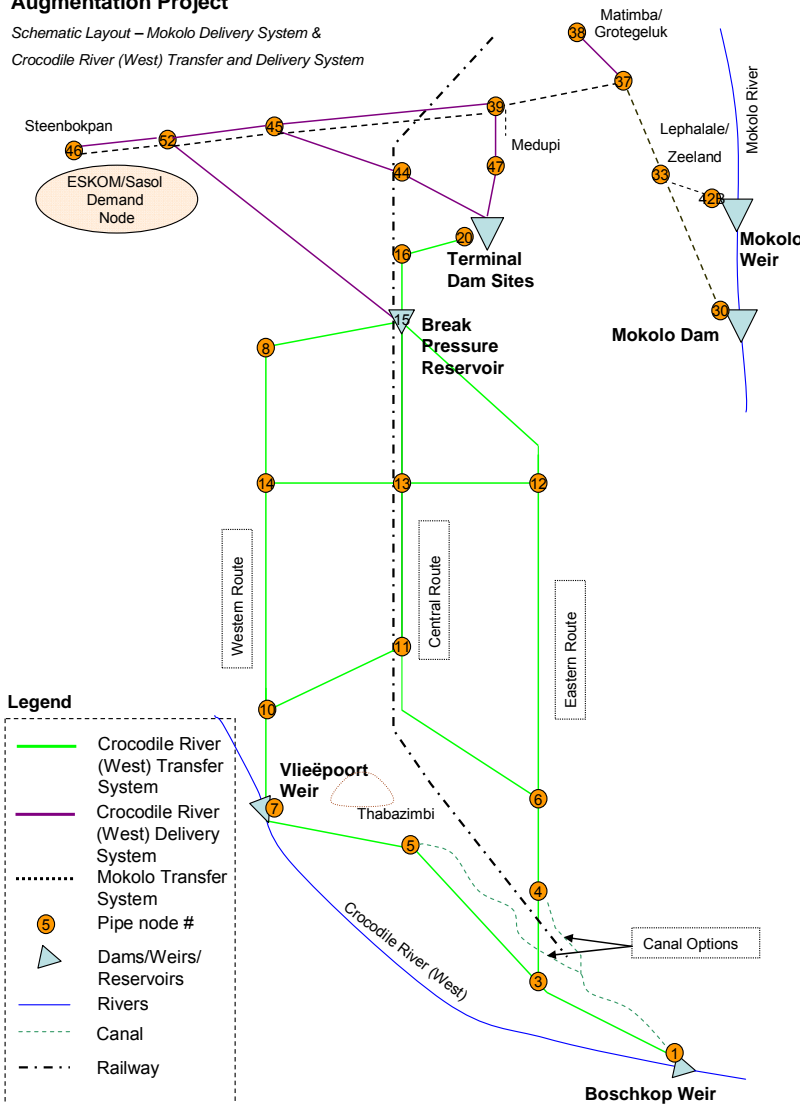 Augmentation Project
Schematic Layout – Mokolo Delivery System &
Crocodile River (West) Transfer and Delivery System
Matimba/
Grotegeluk
38
37
Mokolo River
39
Steenbokpan
45
52
46
Medupi
Lephalale/
Zeeland
44
47
33
42B
ESKOM/Sasol
Demand
Node
20
16
Terminal
Dam Sites
Mokolo
Weir
30
Mokolo Dam
15
Break
Pressure
Reservoir
8
14
13
12
Western Route
Central Route
Eastern Route
11
10
Legend
Crocodile River
(West) Transfer
System
Crocodile River
(West) Delivery
System
Mokolo Transfer
System
5
Pipe node #
Dams/Weirs/
Reservoirs
Rivers
Canal
Railway
Vlieëpoort
Weir
7
Thabazimbi
6
5
4
Crocodile River (West)
Canal Options
3
1
Boschkop Weir